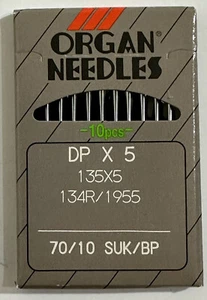 ORGAN
NEEDLES
-10pcs-
DP X 5
135X5
134R/1955
70/10 SUK/BP